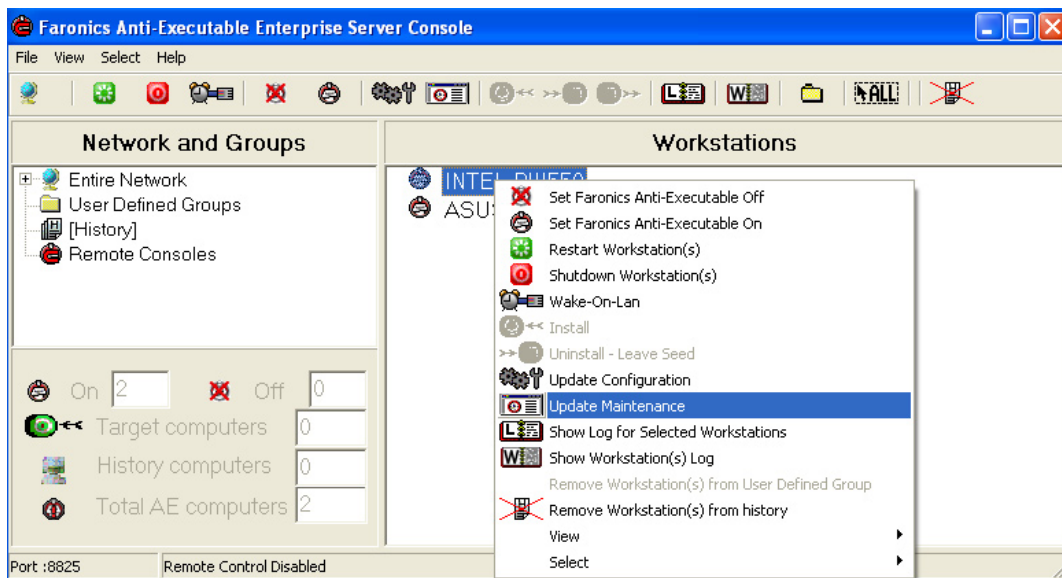 Faronics Anti-Executable Enterprise Server Console
File View Select Help
L
W
ALL
Network and Groups
Workstations
Entire Network
User Defined Groups
[History]
Remote Consoles
On 2 Off 0
Target computers 0
History computers 0
Total AE computers 2
INTEL
ASUS
Set Faronics Anti-Executable Off
Set Faronics Anti-Executable On
Restart Workstation(s)
Shutdown Workstation(s)
Wake-On-Lan
Install
Uninstall - Leave Seed
Update Configuration
Update Maintenance
L Show Log for Selected Workstations
W Show Workstation(s) Log
Remove Workstation(s) from User Defined Group
Remove Workstation(s) from history
View
Select
Port :8825 Remote Control Disabled